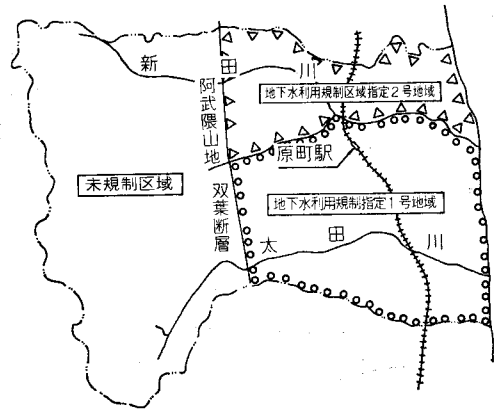 新田川
地下水利用規制区域指定2号地域
阿武隈山地
原町駅
未規制区域
双葉断層
地下水利用規制指定1号地域
太田川